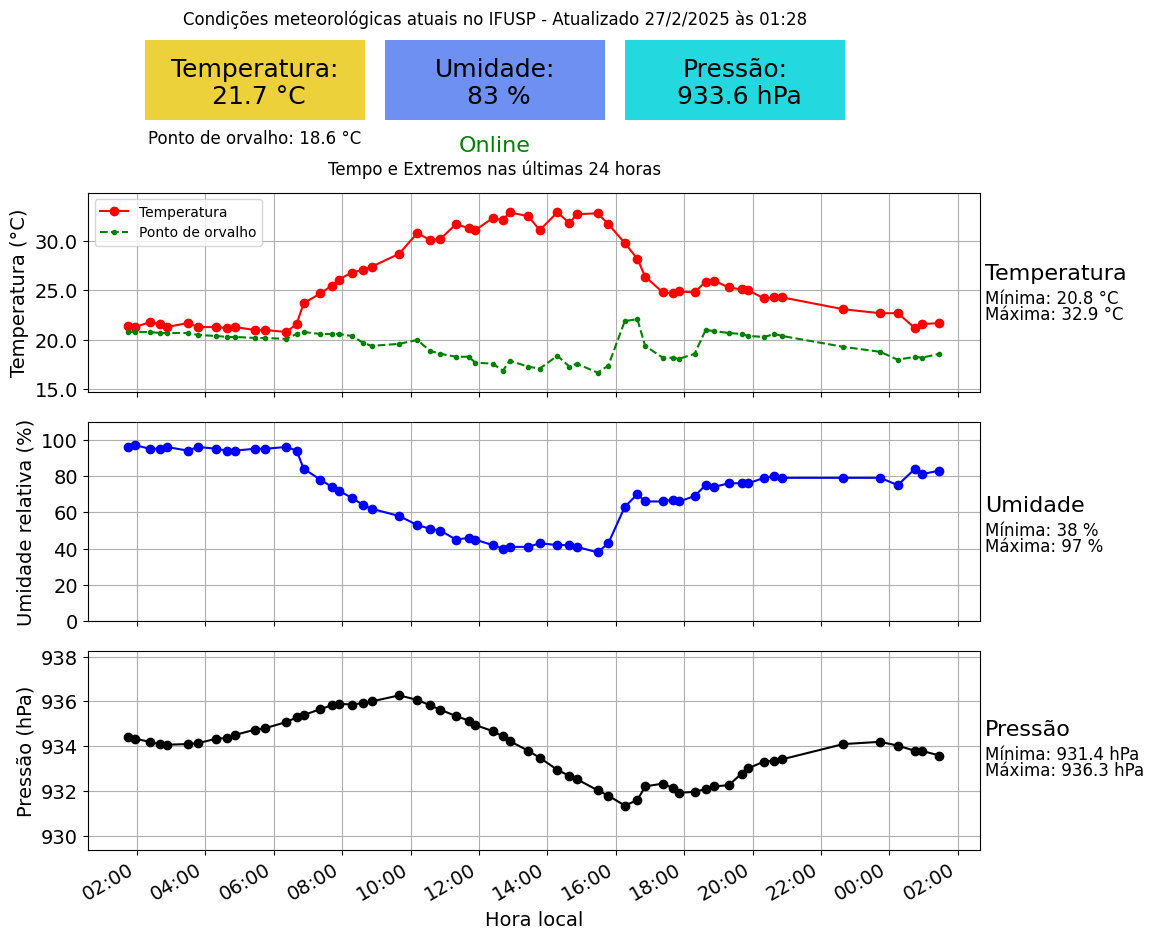 Condições meteorológicas atuais no IFUSP - Atualizado 27/2/2025 às 01:28
Temperatura:
21.7 °C
Umidade:
83 %
Pressão:
933.6 hPa
Ponto de orvalho: 18.6 °C
Online
Tempo e Extremos nas últimas 24 horas
Temperatura (°C)
30.0
25.0
20.0
15.0
Temperatura
Ponto de orvalho
Temperatura
Mínima: 20.8 °C
Máxima: 32.9 °C
Umidade relativa (%)
100
80
60
40
20
0
Umidade
Mínima: 38 %
Máxima: 97 %
Pressão (hPa)
938
936
934
932
930
Pressão
Mínima: 931.4 hPa
Máxima: 936.3 hPa
02:00 04:00 06:00 08:00 10:00 12:00 14:00 16:00 18:00 20:00 22:00 00:00 02:00
Hora local